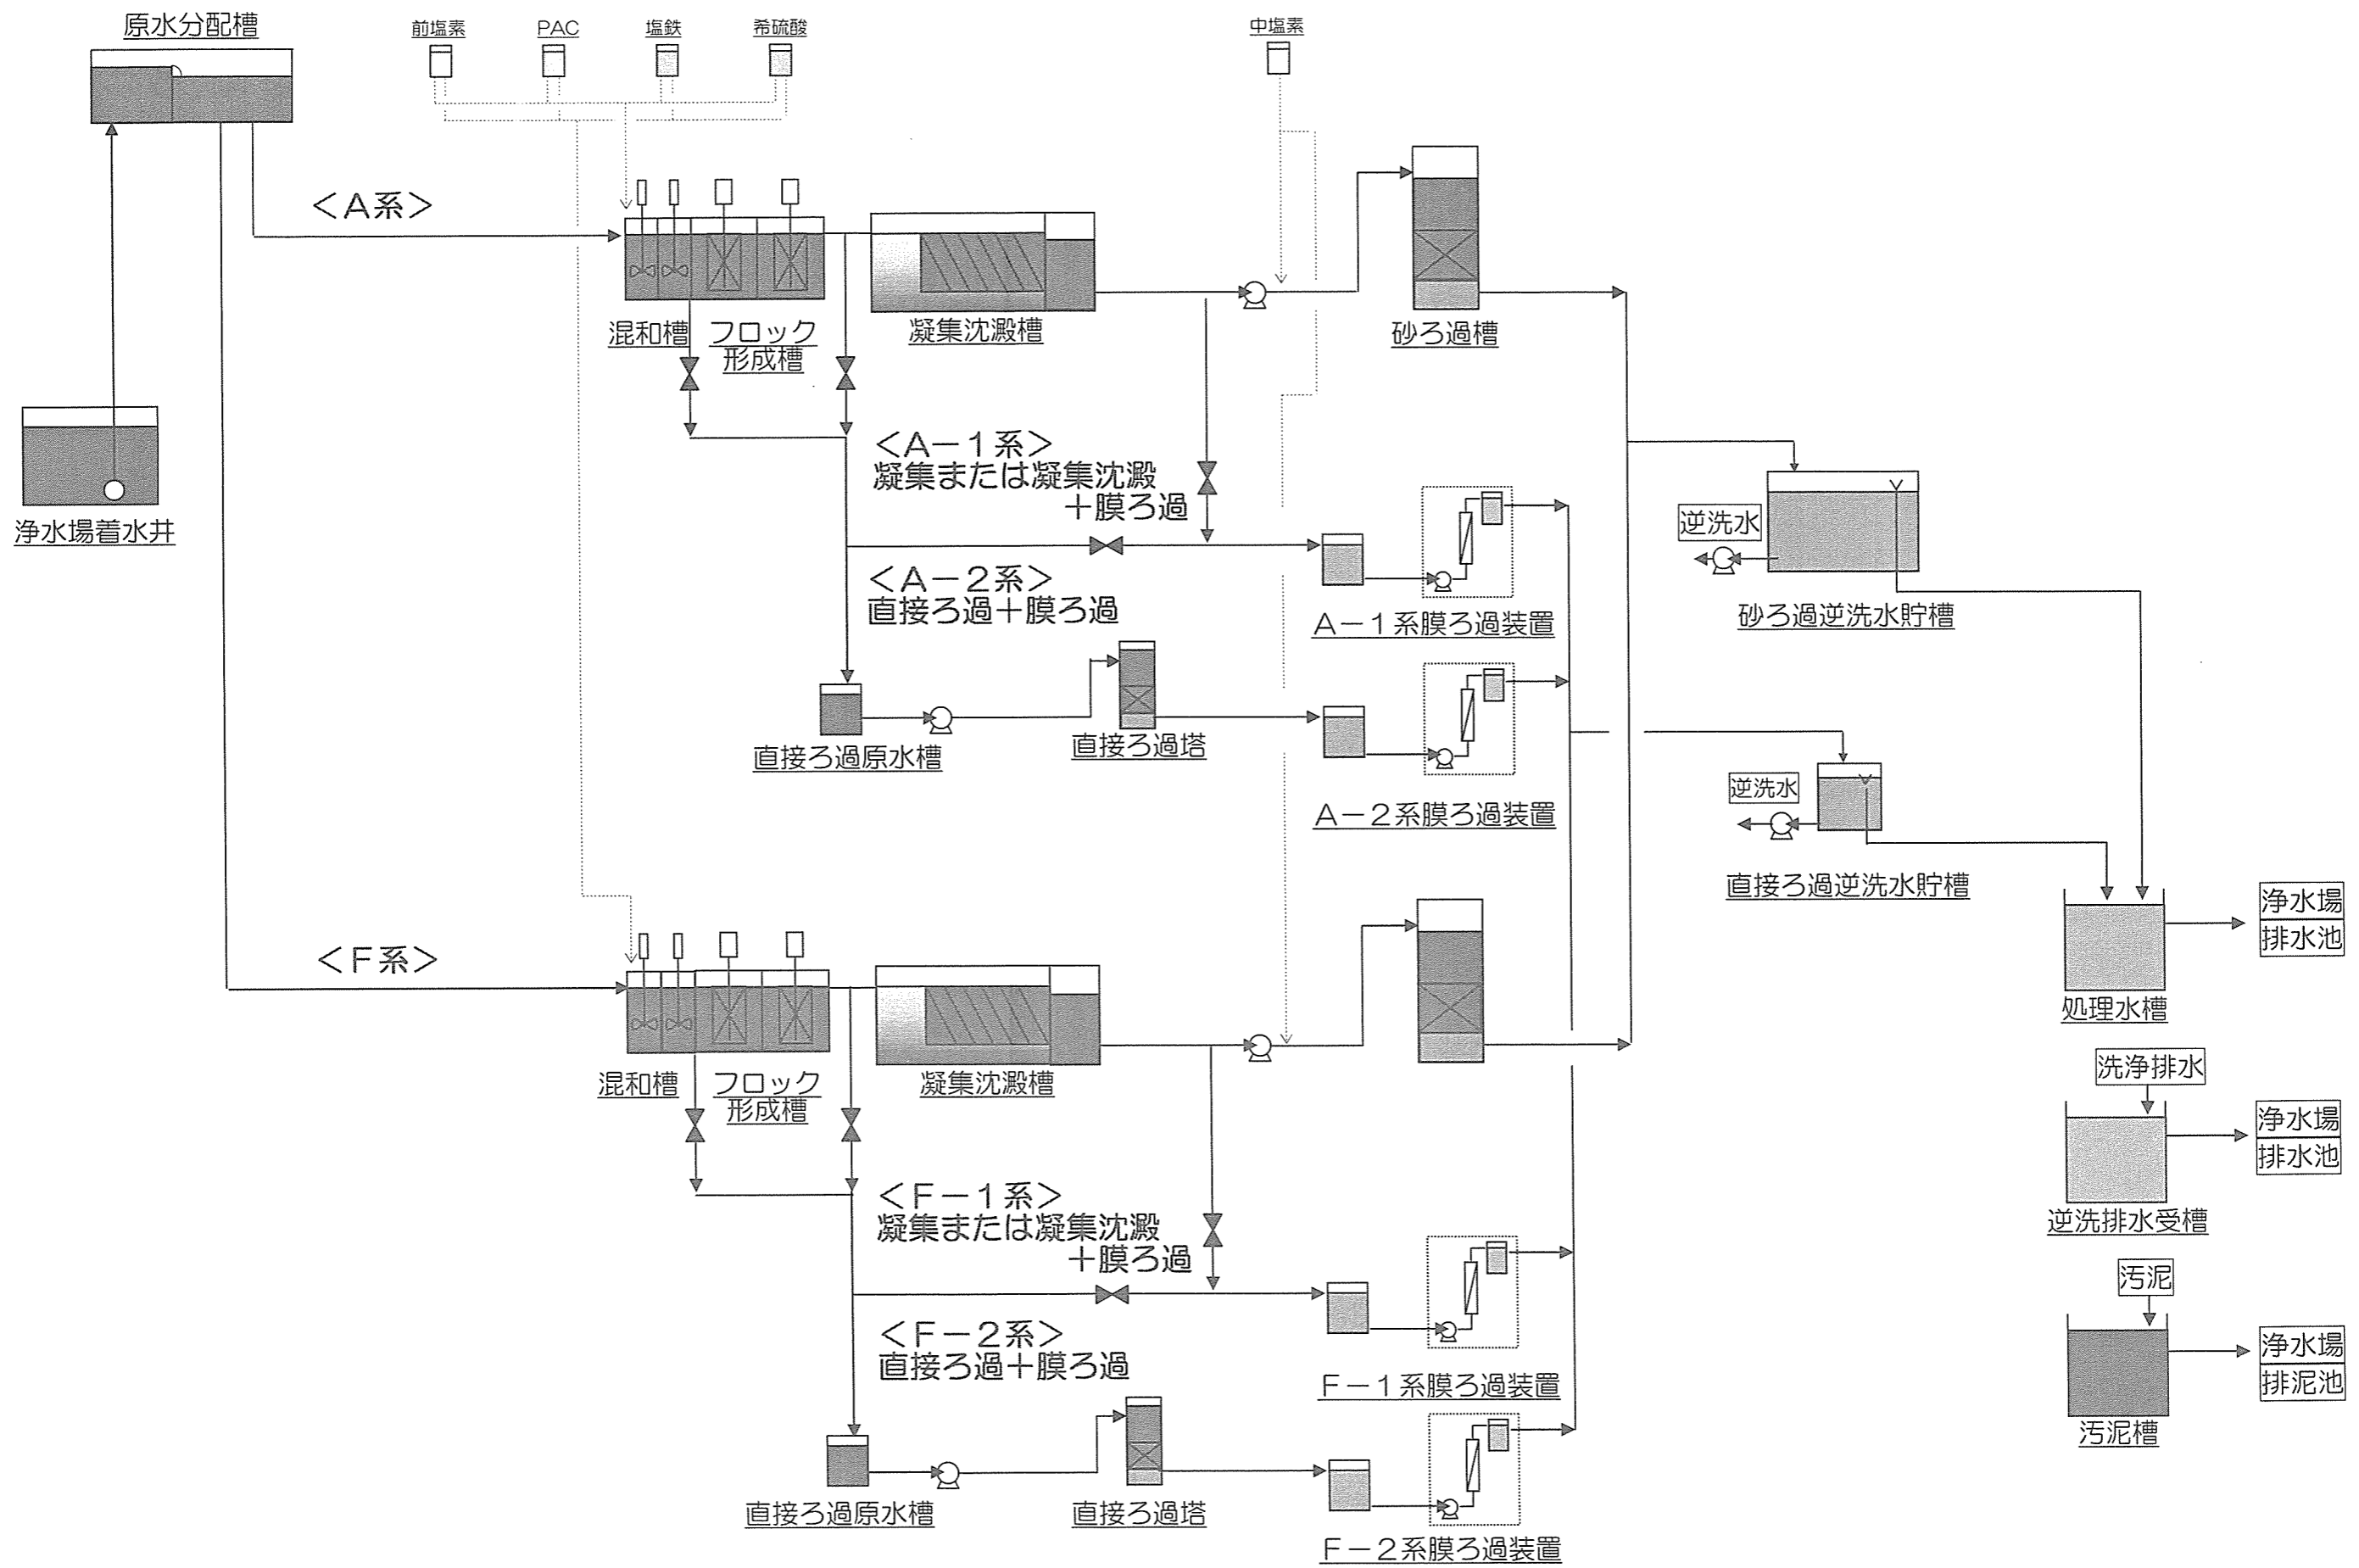 原水分配槽
前塩素
PAC
塩鉄
希硫酸
中塩素
<A系>
混和槽
フロック
形成槽
凝集沈澱槽
砂ろ過槽
浄水場着水井
<A-1系>
凝集または凝集沈澱
+膜ろ過
<A-2系>
直接ろ過+膜ろ過
A-1系膜ろ過装置
逆洗水
砂ろ過逆洗水貯槽
直接ろ過原水槽
直接ろ過塔
A-2系膜ろ過装置
逆洗水
直接ろ過逆洗水貯槽
浄水場
排水池
処理水槽
<F系>
混和槽
フロック
形成槽
凝集沈澱槽
洗浄排水
浄水場
排水池
逆洗排水受槽
<F-1系>
凝集または凝集沈澱
+膜ろ過
<F-2系>
直接ろ過+膜ろ過
F-1系膜ろ過装置
汚泥
浄水場
排泥池
汚泥槽
直接ろ過原水槽
直接ろ過塔
F-2系膜ろ過装置